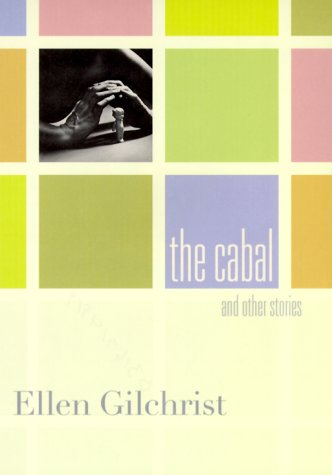 the cabal
and other stories
Ellen Gilchrist